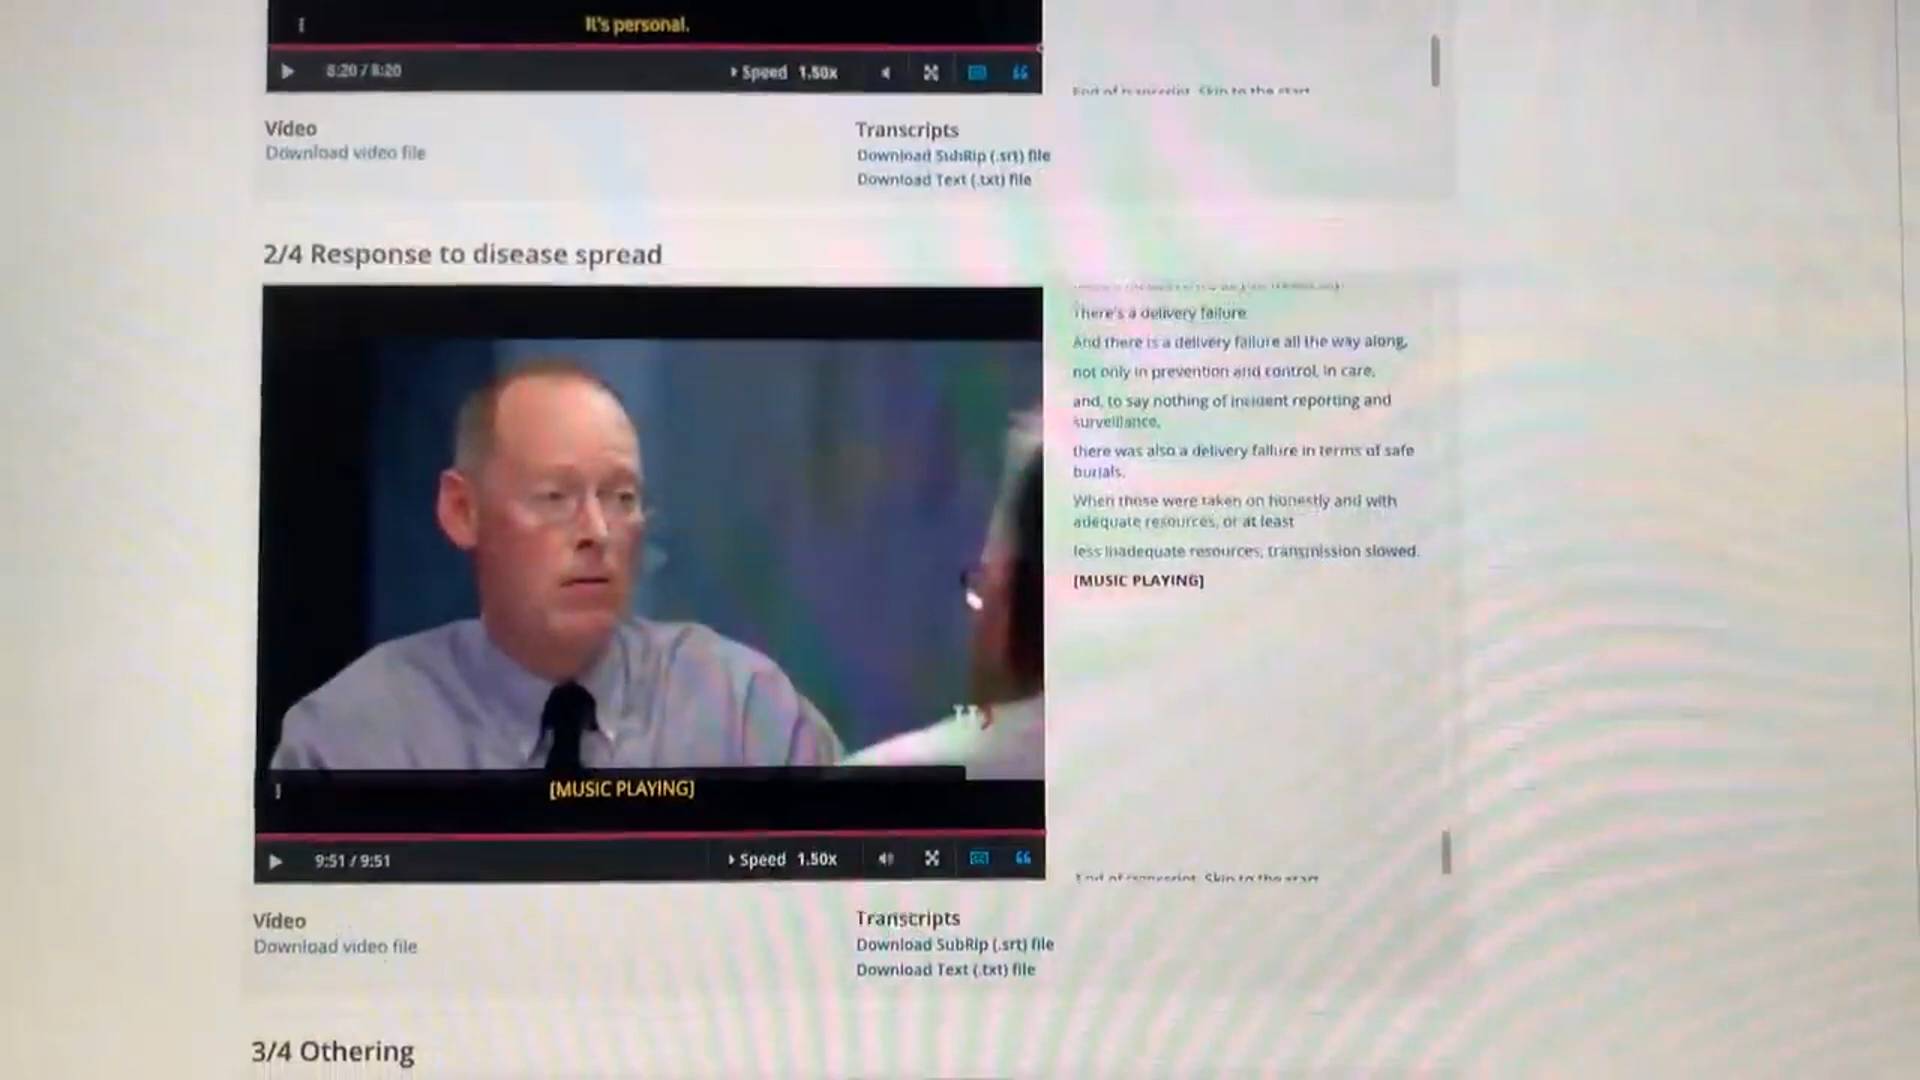 It's personal.
8:20 / 8:20
Speed 1.50x
End of transcript. Skip to the start.
Video
Download video file
Transcripts
Download SubRip (.srt) file
Download Text (.txt) file
2/4 Response to disease spread
There's a delivery failure
And there is a delivery failure all the way along,
not only in prevention and control, in care,
and, to say nothing of incident reporting and
surveillance,
there was also a delivery failure in terms of safe
burials.
When those were taken on honestly and with
adequate resources, or at least
less inadequate resources, transmission slowed.
[MUSIC PLAYING]
[MUSIC PLAYING]
9:51 / 9:51
Speed 1.50x
End of transcript. Skip to the start.
Video
Download video file
Transcripts
Download SubRip (.srt) file
Download Text (.txt) file
3/4 Othering